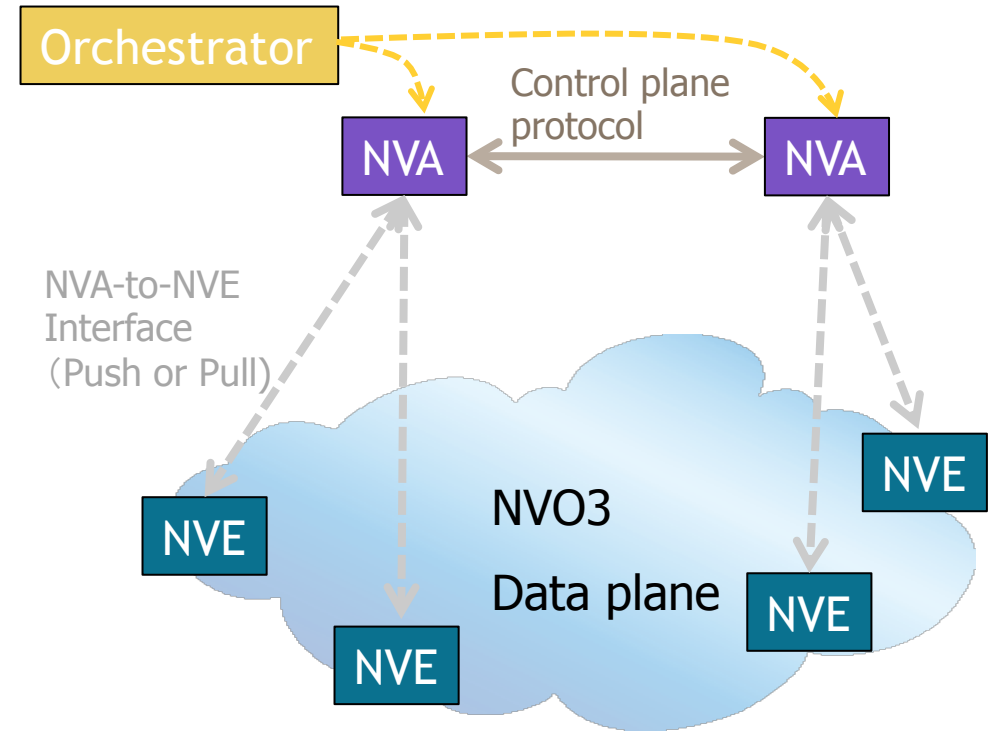 Orchestrator
Control plane
protocol
NVA
NVA
NVA-to-NVE
Interface
（Push or Pull)
NVE
NVE
NVO3
Data plane
NVE
NVE